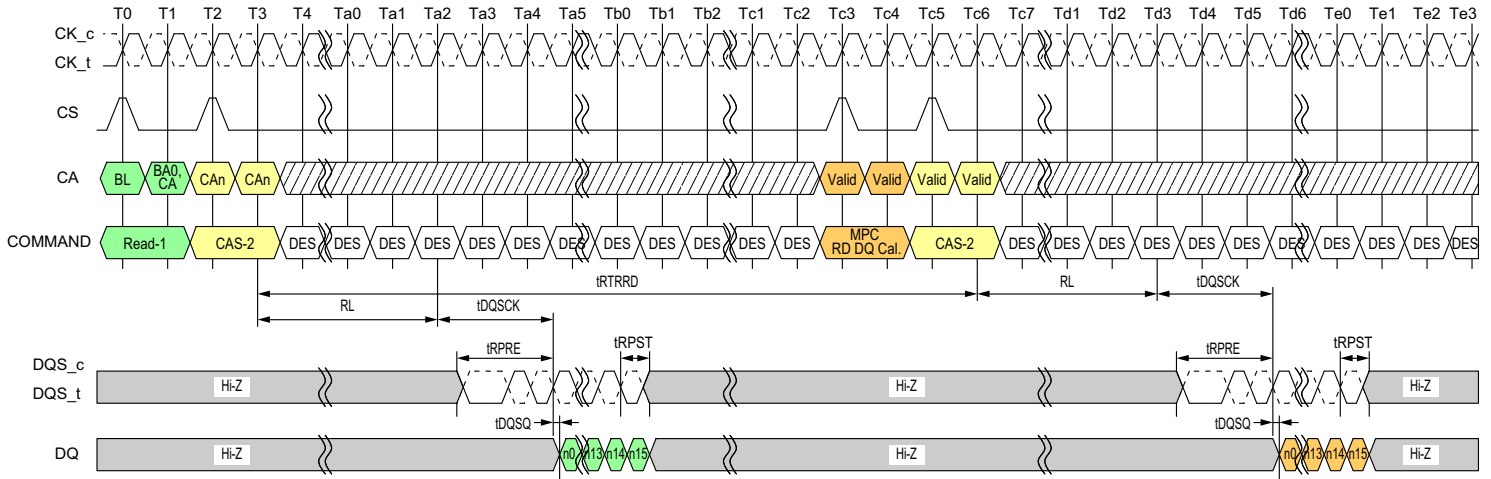 T0 T1 T2 T3 T4 Ta0 Ta1 Ta2 Ta3 Ta4 Ta5 Tb0 Tb1 Tb2 Tc1 Tc2 Tc3 Tc4 Tc5 Tc6 Tc7 Td1 Td2 Td3 Td4 Td5 Td6 Te0 Te1 Te2 Te3
CK_c
CK_t
CS
CA BL BA0, CA CAn CAn Valid Valid Valid Valid
COMMAND Read-1 CAS-2 DES DES DES DES DES DES DES DES DES DES DES DES MPC RD DQ Cal. CAS-2 DES DES DES DES DES DES DES DES DES DES DES
tRTRRD
RL tDQSCK RL tDQSCK
tRPRE tRPST tRPRE tRPST
DQS_c
DQS_t Hi-Z Hi-Z Hi-Z
tDQSQ tDQSQ
DQ Hi-Z n0 n13 n14 n15 Hi-Z n0 n13 n14 n15 Hi-Z